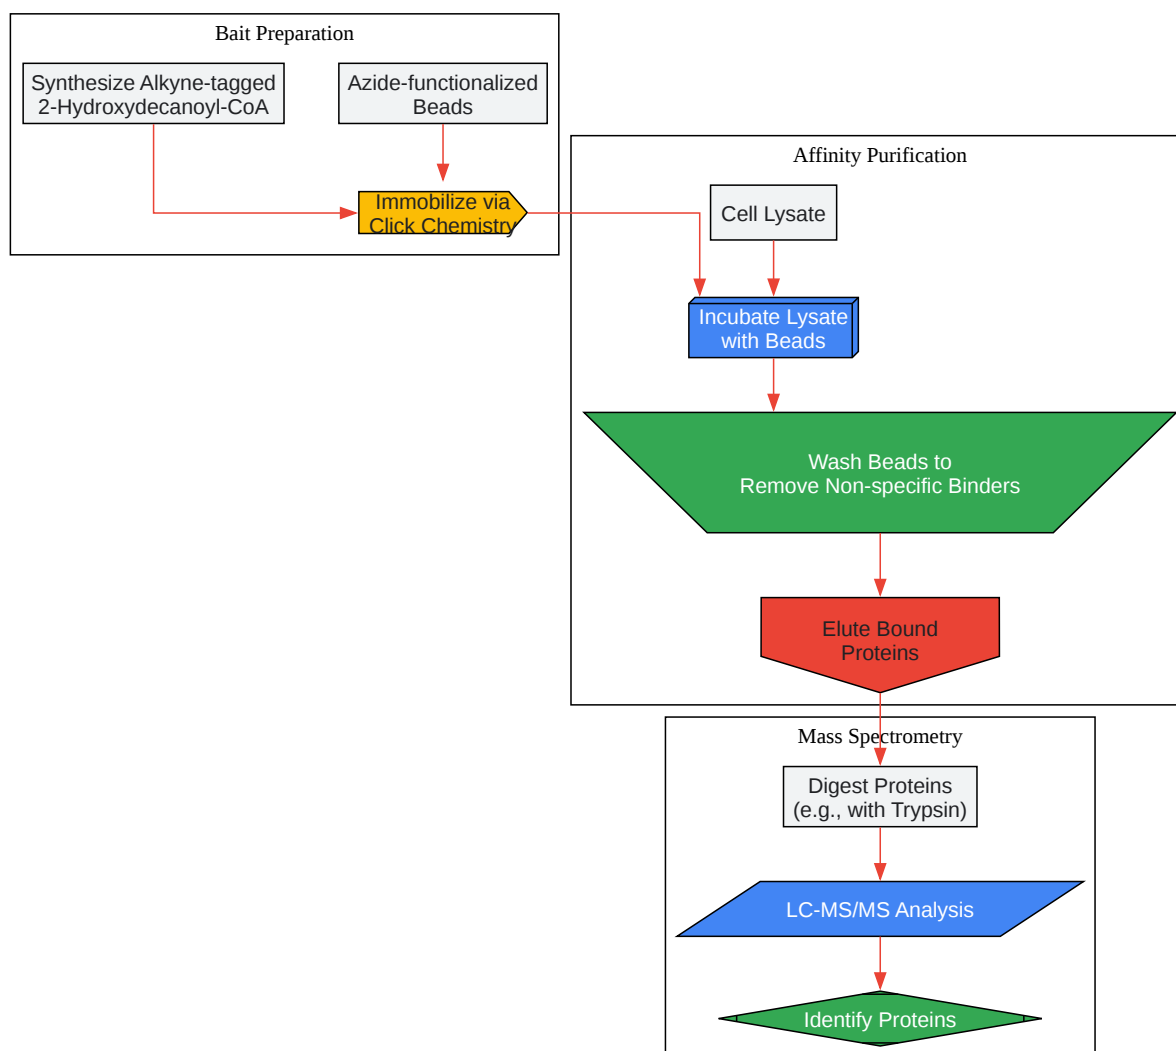 Bait Preparation
Synthesize Alkyne-tagged
2-Hydroxydecanoyl-CoA
Azide-functionalized
Beads
Immobilize via
Click Chemistry
Affinity Purification
Cell Lysate
Incubate Lysate
with Beads
Wash Beads to
Remove Non-specific Binders
Elute Bound
Proteins
Mass Spectrometry
Digest Proteins
(e.g., with Trypsin)
LC-MS/MS Analysis
Identify Proteins